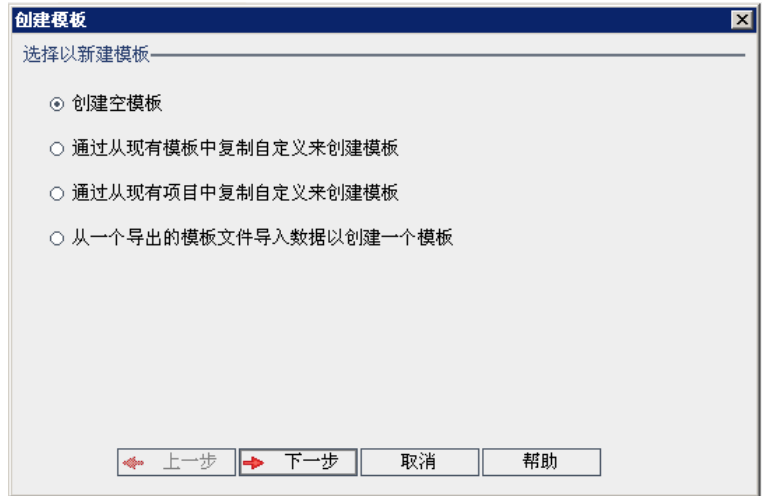 创建模板
选择以新建模板
创建空模板
通过从现有模板中复制自定义来创建模板
通过从现有项目中复制自定义来创建模板
从一个导出的模板文件导入数据以创建一个模板
上一步 下一步 取消 帮助